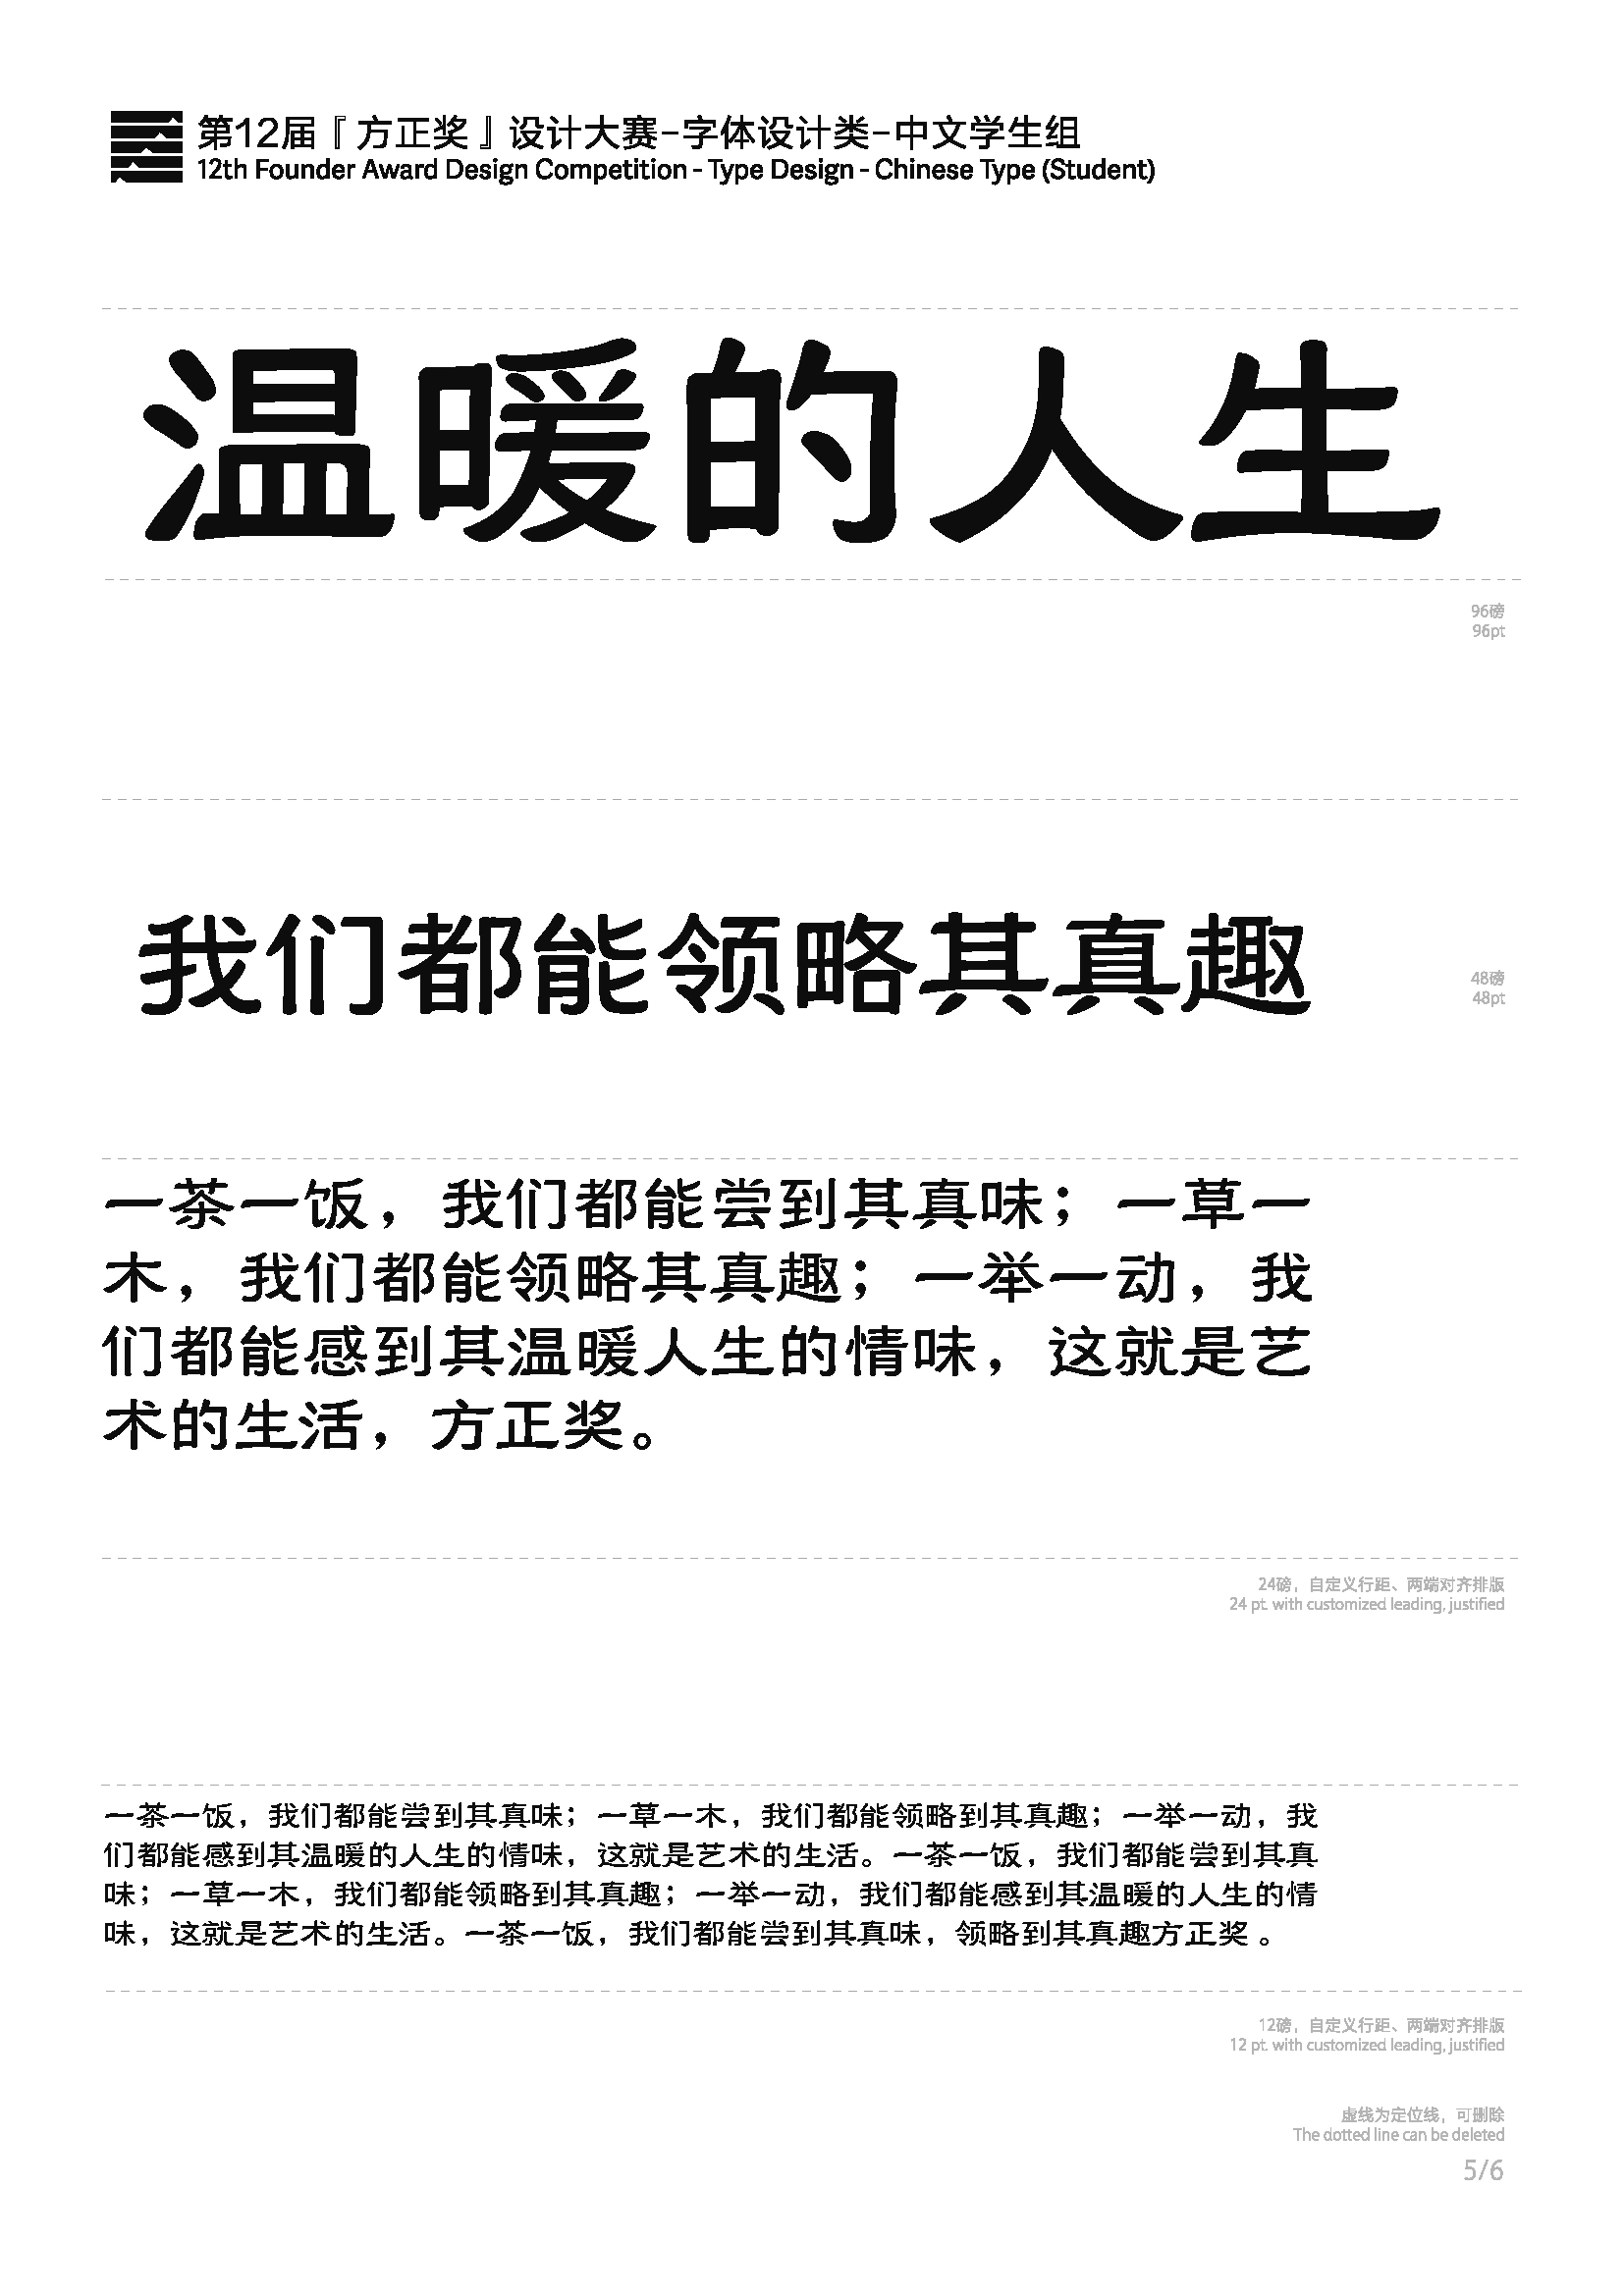 第12届『方正奖』设计大赛-字体设计类-中文学生组
12th Founder Award Design Competition - Type Design - Chinese Type (Student)
温暖的人生
96磅
96pt
我们都能领略其真趣
48磅
48pt
一茶一饭，我们都能尝到其真味；一草一
木，我们都能领略其真趣；一举一动，我
们都能感到其温暖人生的情味，这就是艺
术的生活，方正奖。
24磅，自定义行距、两端对齐排版
24 pt. with customized leading, justified
一茶一饭，我们都能尝到其真味；一草一木，我们都能领略到其真趣；一举一动，我
们都能感到其温暖的人生的情味，这就是艺术的生活。一茶一饭，我们都能尝到其真
味；一草一木，我们都能领略到其真趣；一举一动，我们都能感到其温暖的人生的情
味，这就是艺术的生活。一茶一饭，我们都能尝到其真味，领略到其真趣方正奖。
12磅，自定义行距、两端对齐排版
12 pt. with customized leading, justified
虚线为定位线，可删除
The dotted line can be deleted
5/6